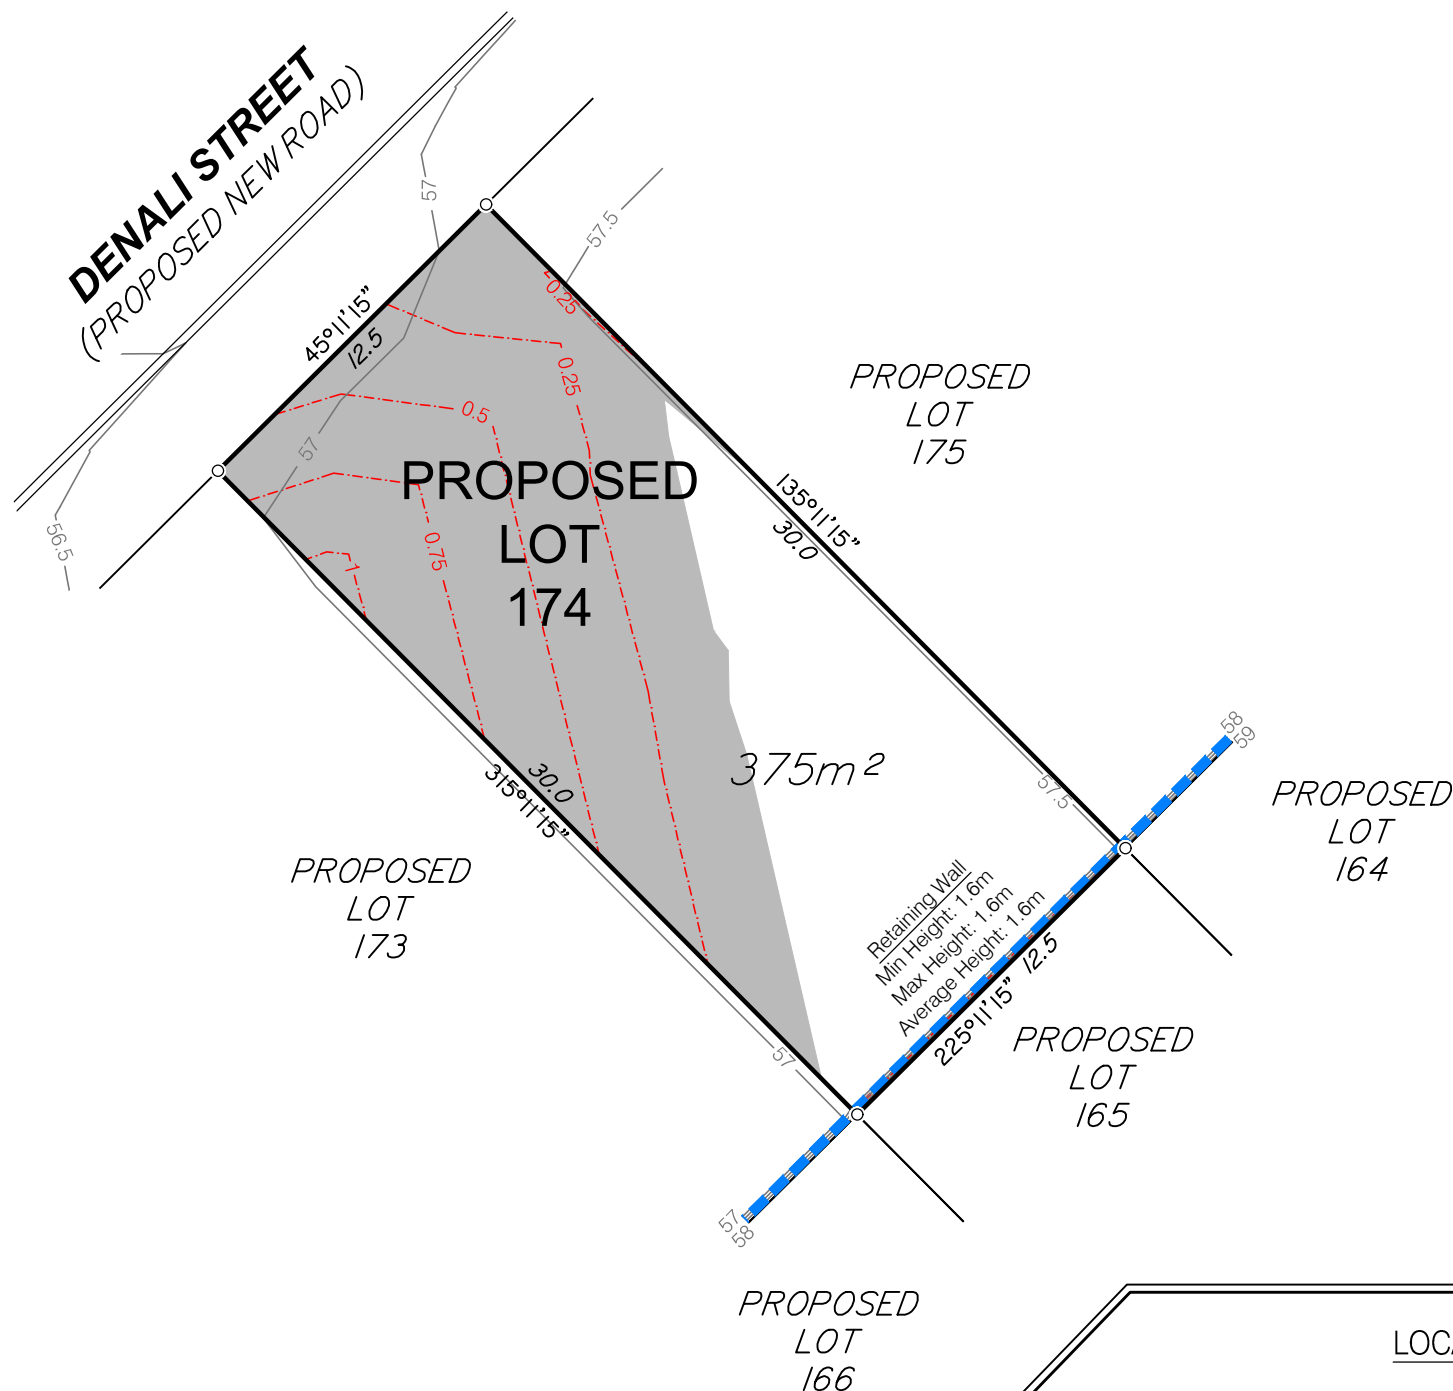 DENALI STREET
(PROPOSED NEW ROAD)
57
57.5
0.25
45°11'15"
12.5
0.25
0.5
57
PROPOSED
LOT
175
PROPOSED
LOT
174
135°11'15"
30.0
56.5
0.75
1
375m²
30.0
315°11'15"
57.5
58
59
PROPOSED
LOT
164
PROPOSED
LOT
173
Retaining Wall
Min Height: 1.6m
Max Height: 1.6m
Average Height: 1.6m
12.5
225°11'15"
57
PROPOSED
LOT
165
57
58
PROPOSED
LOT
166
LOCA